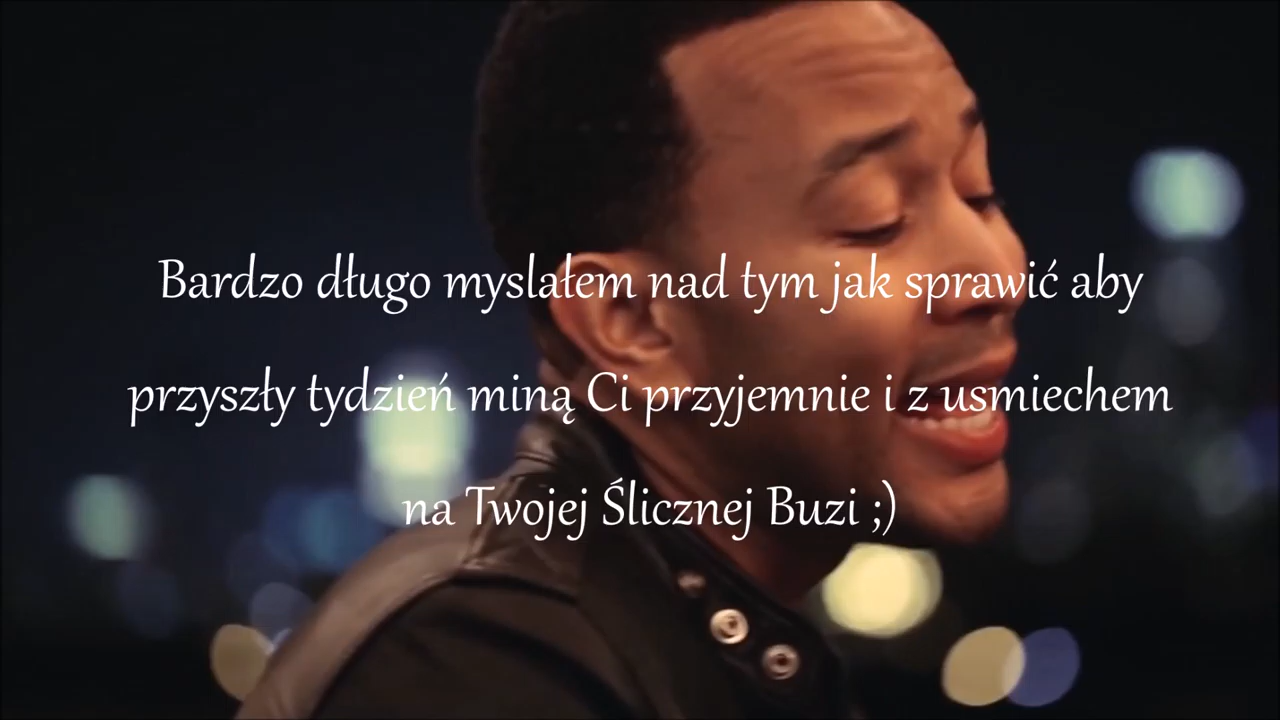 Bardzo długo myslałem nad tym jak sprawić aby
przyszły tydzień miną Ci przyjemnie i z usmiechem
na Twojej Ślicznej Buzi ;)